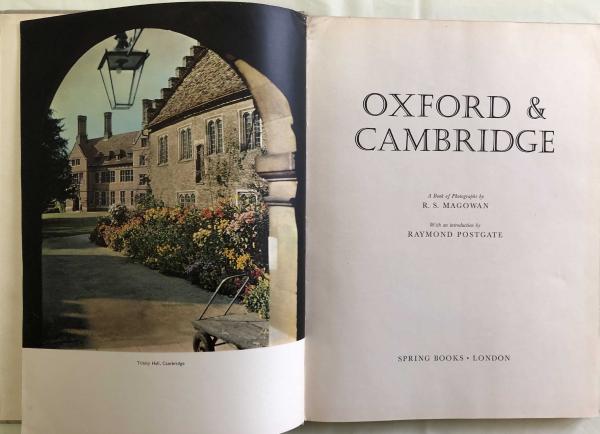 Trinity Hall, Cambridge
OXFORD &
CAMBRIDGE
A Book of Photographs by
R. S. MAGOWAN
With an introduction by
RAYMOND POSTGATE
SPRING BOOKS • LONDON